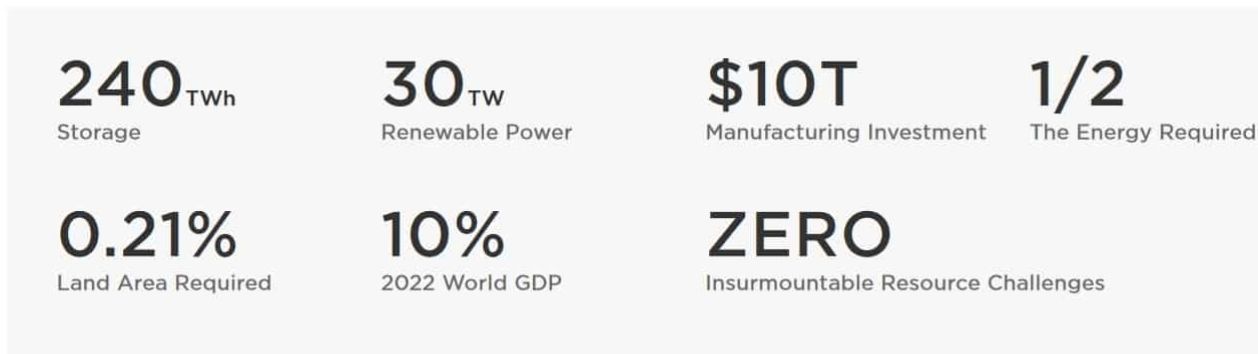 240TWh
Storage
30TW
Renewable Power
$10T
Manufacturing Investment
1/2
The Energy Required
0.21%
Land Area Required
10%
2022 World GDP
ZERO
Insurmountable Resource Challenges